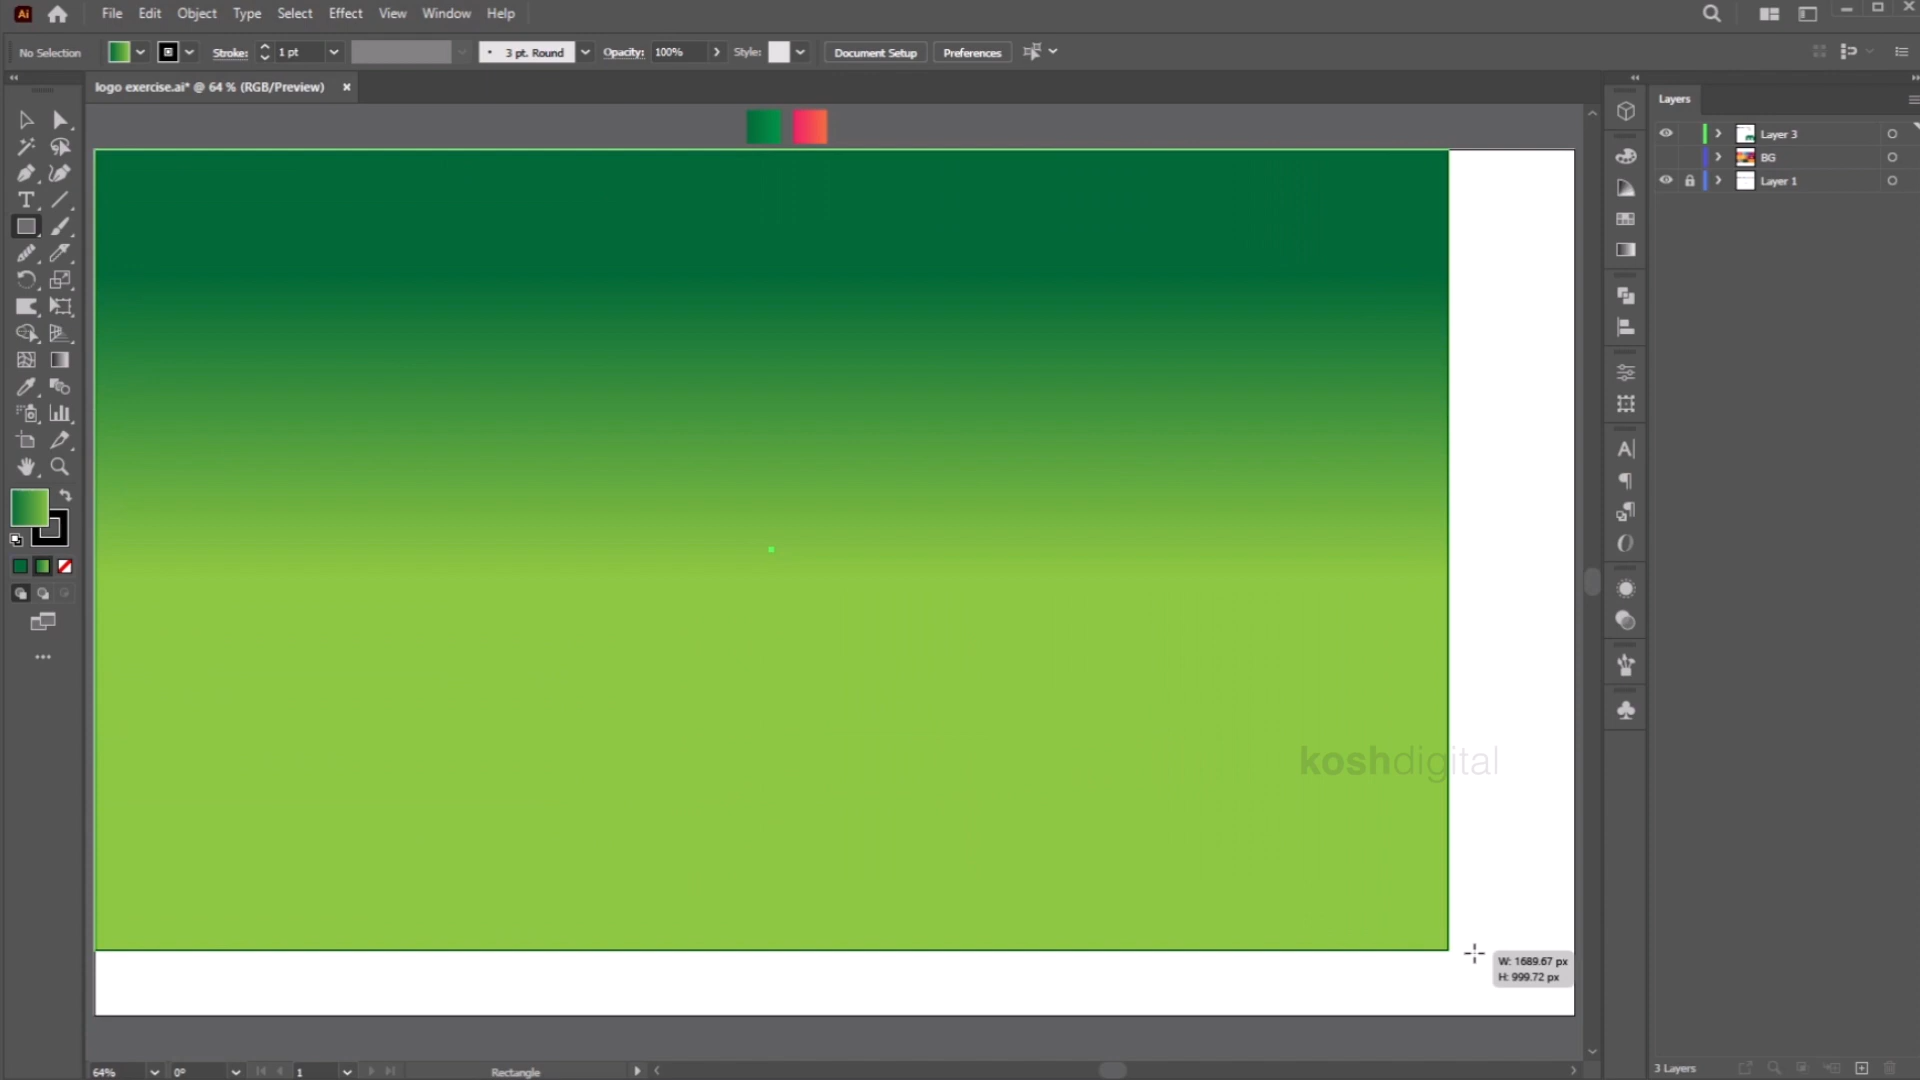 Ai File Edit Object Type Select Effect View Window Help
No Selection Stroke: 1 pt 3 pt. Round Opacity: 100% Style: Document Setup Preferences
logo exercise.ai* @ 64 % (RGB/Preview)
Layers
Layer 3
BG
Layer 1
koshdigital
W: 1689.67 px
H: 999.72 px
64% 0° 1 Rectangle
3 Layers